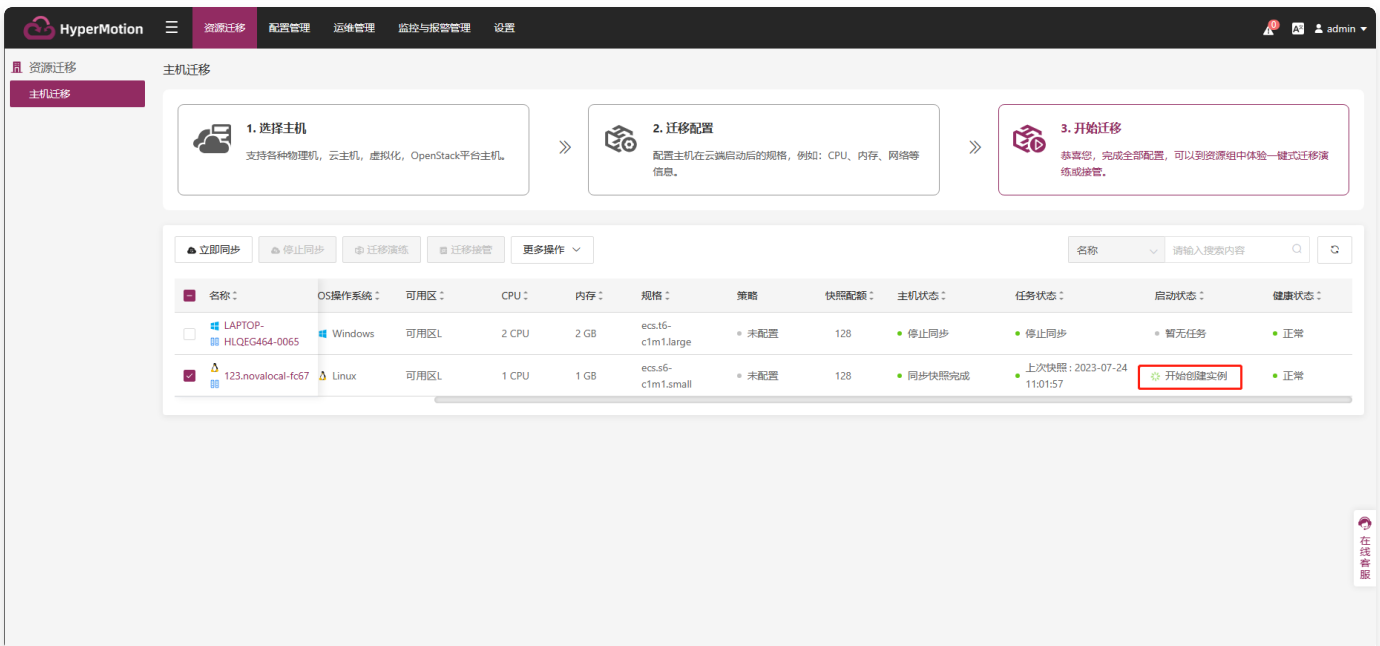 HyperMotion
资源迁移 配置管理 运维管理 监控与报警管理 设置
0
admin
资源迁移
主机迁移
主机迁移
1. 选择主机
支持各种物理机，云主机，虚拟化，OpenStack平台主机。
2. 迁移配置
配置主机在云端启动后的规格，例如：CPU、内存、网络等
信息。
3. 开始迁移
恭喜您，完成全部配置，可以到资源组中体验一键式迁移演
练或接管。
立即同步 停止同步 迁移演练 迁移接管 更多操作
名称 请输入搜索内容
名称 OS操作系统 可用区 CPU 内存 规格 策略 快照配额 主机状态 任务状态 启动状态 健康状态
LAPTOP-
HLQEG464-0065
Windows 可用区L 2 CPU 2 GB
ecs.t6-
c1m1.large
未配置 128 停止同步 停止同步 暂无任务 正常
123.novalocal-fc67 Linux 可用区L 1 CPU 1 GB
ecs.s6-
c1m1.small
未配置 128 同步快照完成
上次快照 : 2023-07-24
11:01:57
开始创建实例 正常
在
线
客
服